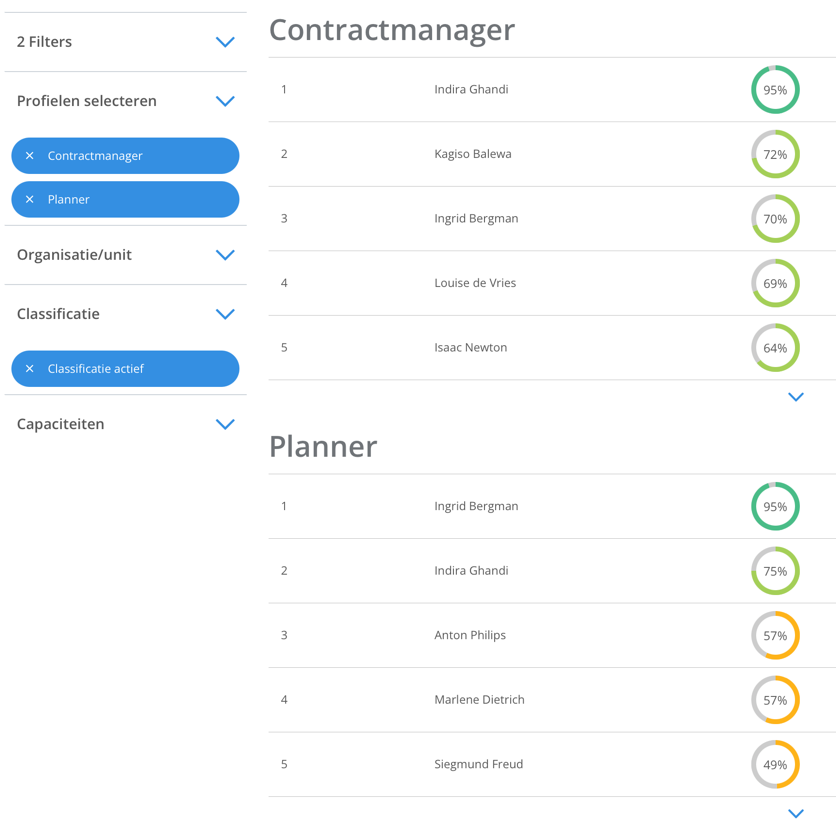 2 Filters
Profielen selecteren
× Contractmanager
× Planner
Organisatie/unit
Classificatie
× Classificatie actief
Capaciteiten
Contractmanager
1 Indira Ghandi 95%
2 Kagiso Balewa 72%
3 Ingrid Bergman 70%
4 Louise de Vries 69%
5 Isaac Newton 64%
Planner
1 Ingrid Bergman 95%
2 Indira Ghandi 75%
3 Anton Philips 57%
4 Marlene Dietrich 57%
5 Siegmund Freud 49%